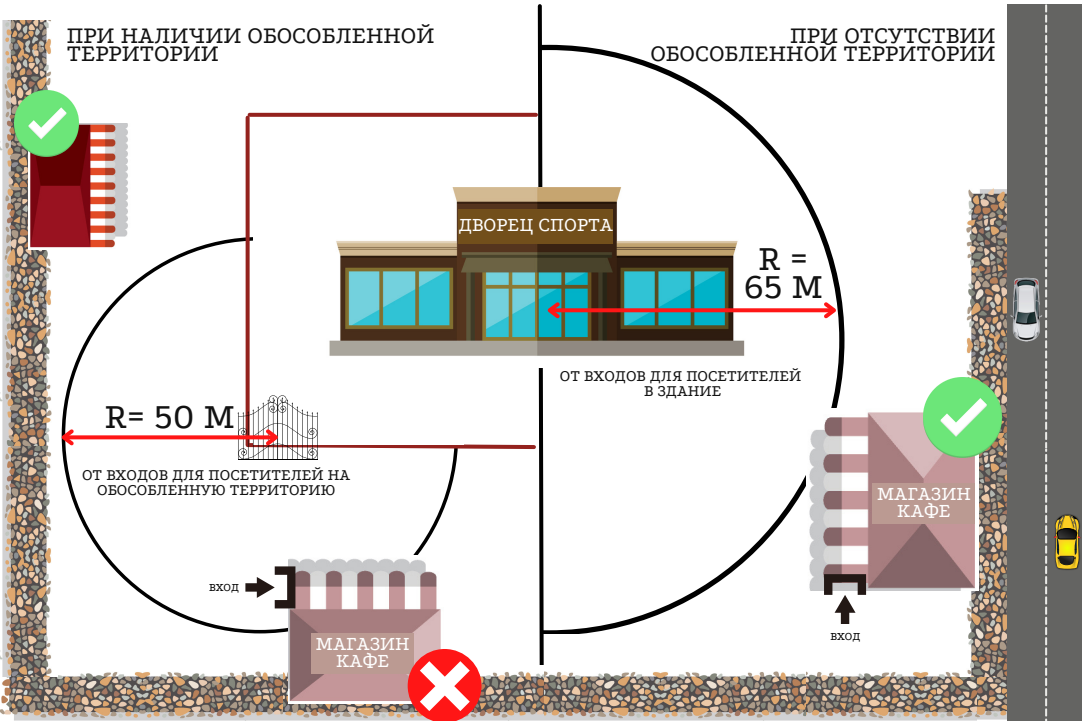 ПРИ НАЛИЧИИ ОБОСОБЛЕННОЙ
ТЕРРИТОРИИ
ПРИ ОТСУТСТВИИ
ОБОСОБЛЕННОЙ ТЕРРИТОРИИ
ДВОРЕЦ СПОРТА
R =
65 М
ОТ ВХОДОВ ДЛЯ ПОСЕТИТЕЛЕЙ
В ЗДАНИЕ
R= 50 М
ОТ ВХОДОВ ДЛЯ ПОСЕТИТЕЛЕЙ НА
ОБОСОБЛЕННУЮ ТЕРРИТОРИЮ
МАГАЗИН
КАФЕ
ВХОД
ВХОД
МАГАЗИН
КАФЕ